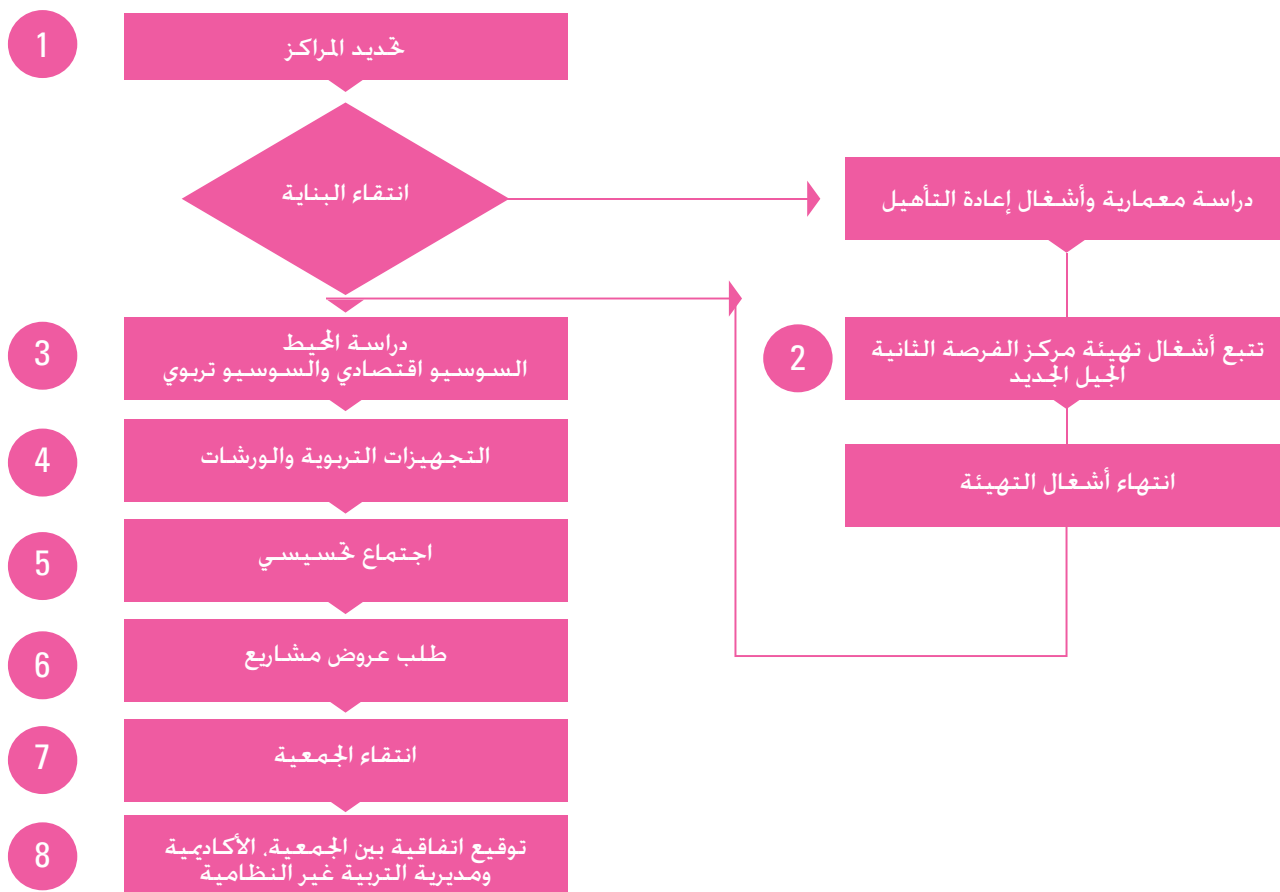 1
تحديد المراكز
انتقاء البناية
دراسة معمارية وأشغال إعادة التأهيل
2
تتبع أشغال تهيئة مركز الفرصة الثانية
الجيل الجديد
انتهاء أشغال التهيئة
3
دراسة المحيط
السوسيو اقتصادي والسوسيو تربوي
4
التجهيزات التربوية والورشات
5
اجتماع تحسيسي
6
طلب عروض مشاريع
7
انتقاء الجمعية
8
توقيع اتفاقية بين الجمعية، الأكاديمية
ومديرية التربية غير النظامية